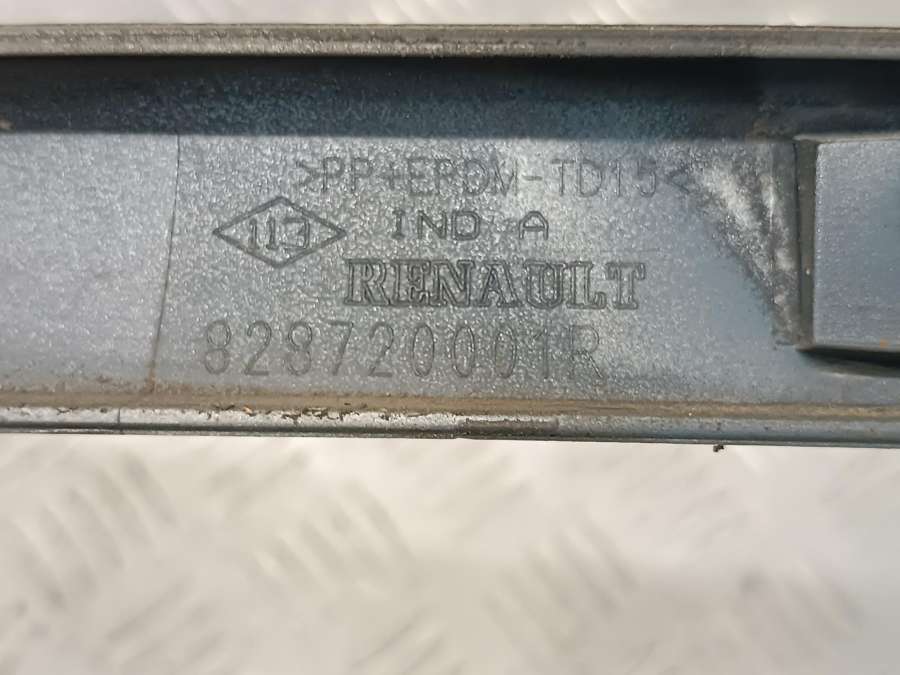 >PP+EPDM-TD15<
113 IND A
RENAULT
828720001R